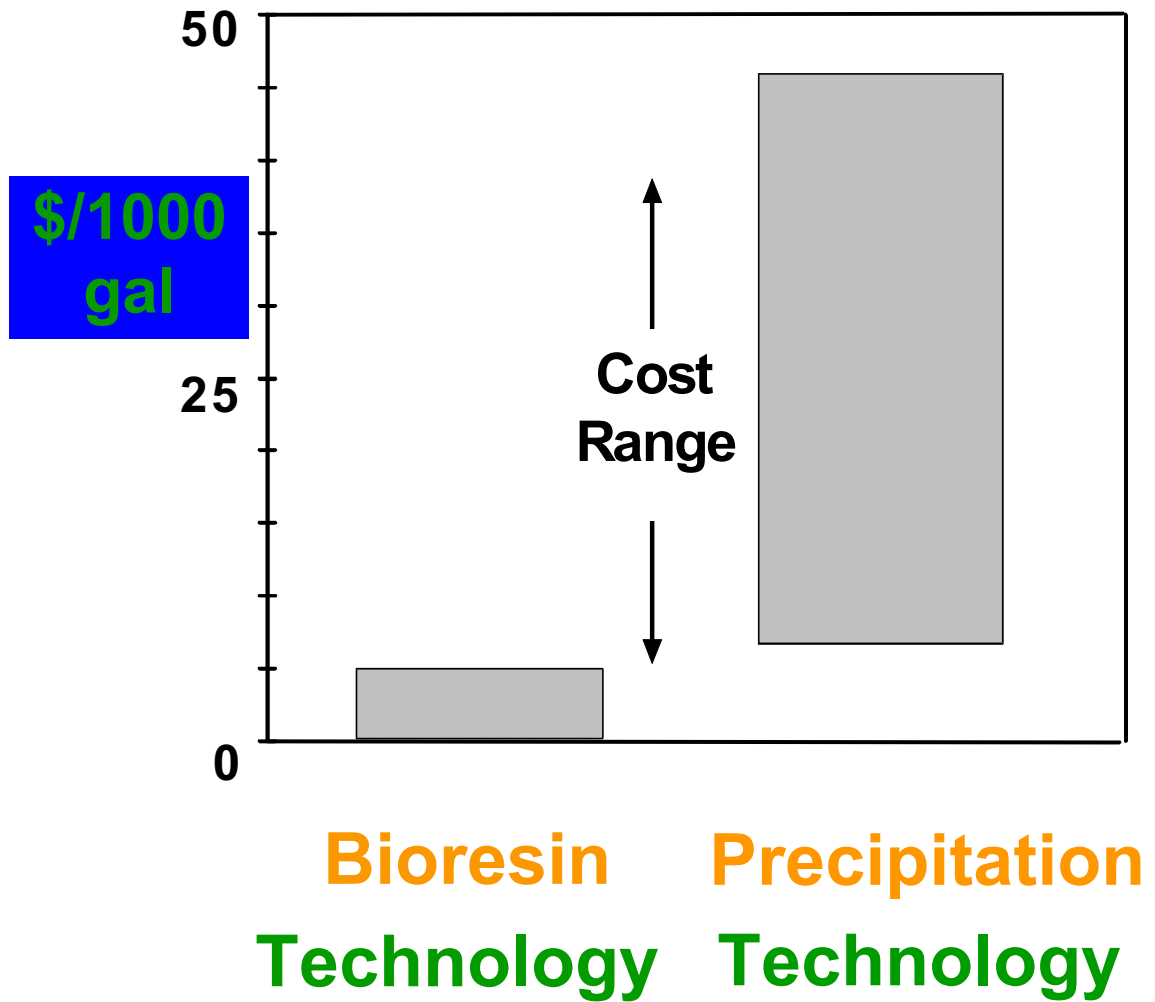 50
$/1000
gal
25
Cost
Range
0
Bioresin
Technology
Precipitation
Technology